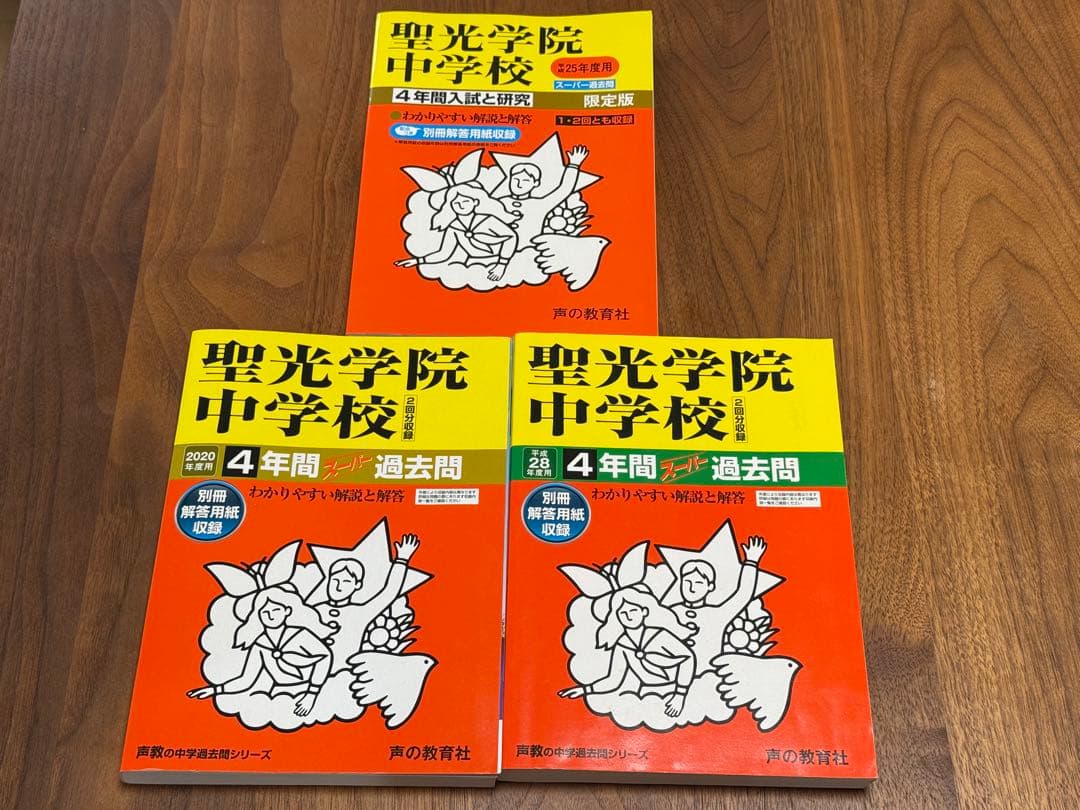 聖光学院
中学校
平成25年度用
スーパー過去問
4年間入試と研究
限定版
●わかりやすい解説と解答
1・2回とも収録
別冊解答用紙収録
声の教育社
聖光学院
中学校
2回分収録
2020
年度用
4年間スーパー過去問
別冊
解答用紙
収録
わかりやすい解説と解答
声教の中学過去問シリーズ
声の教育社
聖光学院
中学校
2回分収録
平成
28
年度用
4年間スーパー過去問
別冊
解答用紙
収録
わかりやすい解説と解答
声教の中学過去問シリーズ
声の教育社